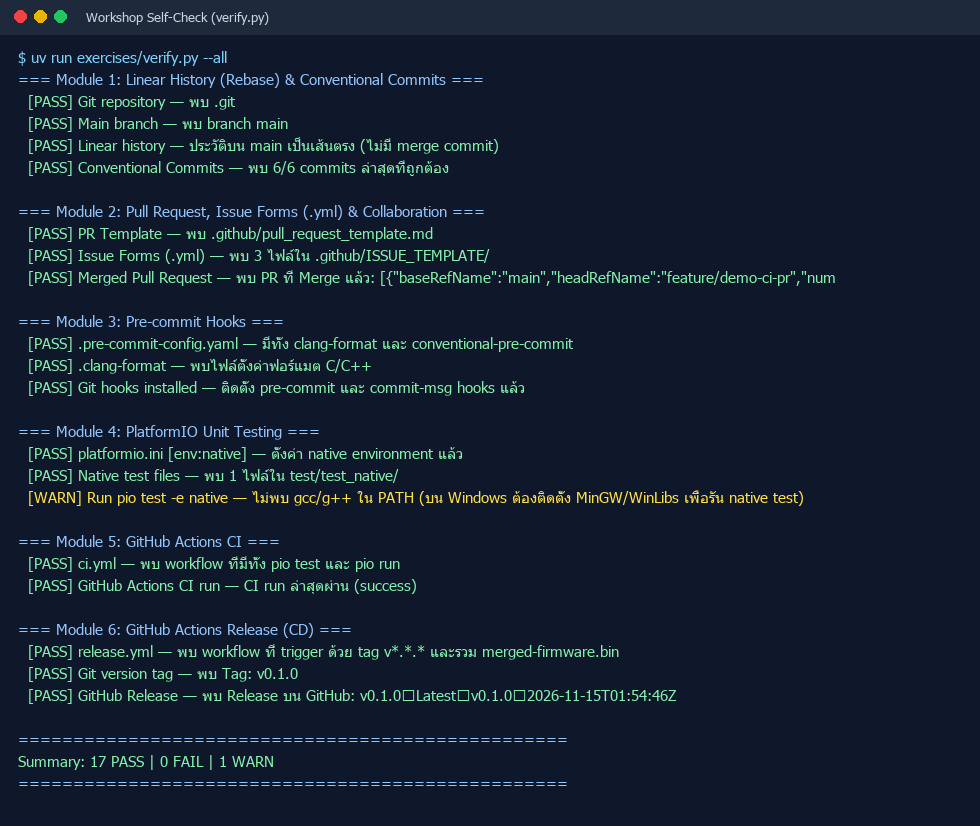 Workshop Self-Check (verify.py)
$ uv run exercises/verify.py --all
=== Module 1: Linear History (Rebase) & Conventional Commits ===
[PASS] Git repository — พบ .git
[PASS] Main branch — พบ branch main
[PASS] Linear history — ประวัติบน main เป็นเส้นตรง (ไม่มี merge commit)
[PASS] Conventional Commits — พบ 6/6 commits ล่าสุดที่ถูกต้อง
=== Module 2: Pull Request, Issue Forms (.yml) & Collaboration ===
[PASS] PR Template — พบ .github/pull_request_template.md
[PASS] Issue Forms (.yml) — พบ 3 ไฟล์ใน .github/ISSUE_TEMPLATE/
[PASS] Merged Pull Request — พบ PR ที่ Merge แล้ว: [{"baseRefName":"main","headRefName":"feature/demo-ci-pr","num
=== Module 3: Pre-commit Hooks ===
[PASS] .pre-commit-config.yaml — มีทั้ง clang-format และ conventional-pre-commit
[PASS] .clang-format — พบไฟล์ตั้งค่าฟอร์แมต C/C++
[PASS] Git hooks installed — ติดตั้ง pre-commit และ commit-msg hooks แล้ว
=== Module 4: PlatformIO Unit Testing ===
[PASS] platformio.ini [env:native] — ตั้งค่า native environment แล้ว
[PASS] Native test files — พบ 1 ไฟล์ใน test/test_native/
[WARN] Run pio test -e native — ไม่พบ gcc/g++ ใน PATH (บน Windows ต้องติดตั้ง MinGW/WinLibs เพื่อรัน native test)
=== Module 5: GitHub Actions CI ===
[PASS] ci.yml — พบ workflow ที่มีทั้ง pio test และ pio run
[PASS] GitHub Actions CI run — CI run ล่าสุดผ่าน (success)
=== Module 6: GitHub Actions Release (CD) ===
[PASS] release.yml — พบ workflow ที่ trigger ด้วย tag v*.*.* และรวม merged-firmware.bin
[PASS] Git version tag — พบ Tag: v0.1.0
[PASS] GitHub Release — พบ Release บน GitHub: v0.1.0□Latest□v0.1.0□2026-11-15T01:54:46Z
==================================================
Summary: 17 PASS | 0 FAIL | 1 WARN
==================================================